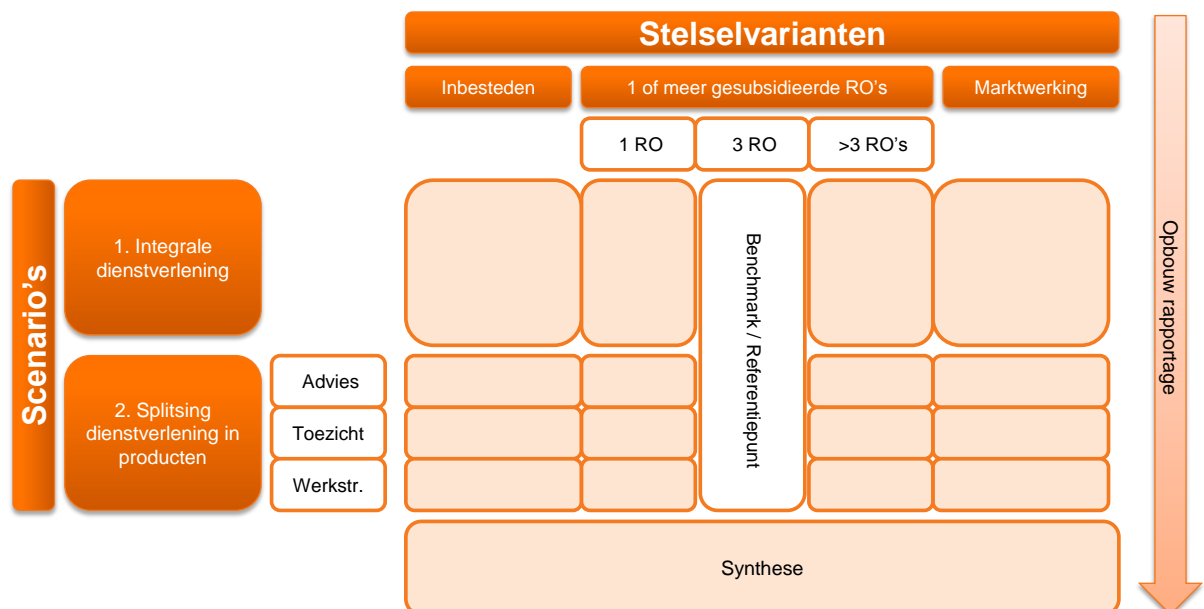 Stelselvarianten
Inbesteden
1 of meer gesubsidieerde RO's
Marktwerking
1 RO
3 RO
>3 RO's
Scenario's
1. Integrale
dienstverlening
Benchmark / Referentiepunt
Opbouw rapportage
2. Splitsing
dienstverlening in
producten
Advies
Toezicht
Werkstr.
Synthese